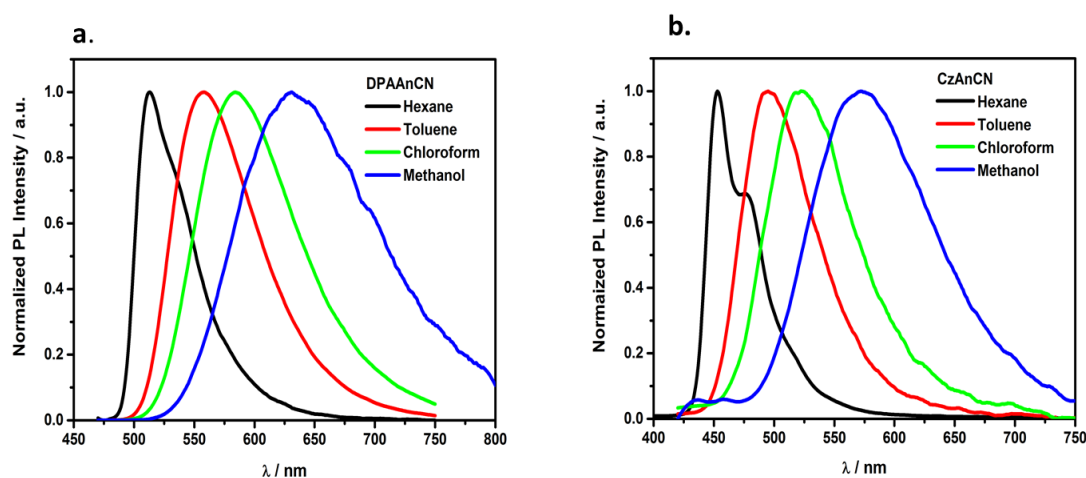 a.
DPAAnCN
Hexane
Toluene
Chloroform
Methanol
Normalized PL Intensity / a.u.
1.0
0.8
0.6
0.4
0.2
0.0
450 500 550 600 650 700 750 800
λ / nm
b.
CzAnCN
Hexane
Toluene
Chloroform
Methanol
Normaized PL Intensity / a.u.
1.0
0.8
0.6
0.4
0.2
0.0
400 450 500 550 600 650 700 750
λ / nm